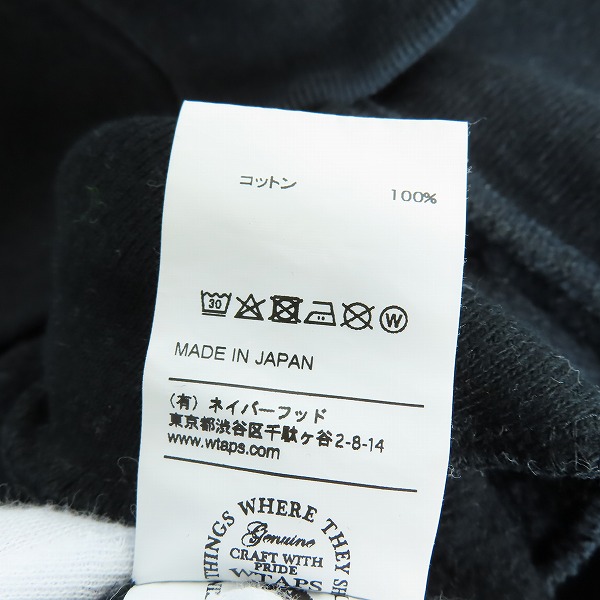 コットン 100%
30 W
MADE IN JAPAN
(有) ネイバーフッド
東京都渋谷区千駄ヶ谷2-8-14
www.wtaps.com
THINGS WHERE THEY
Genuine
CRAFT WITH
PRIDE
WTAPS